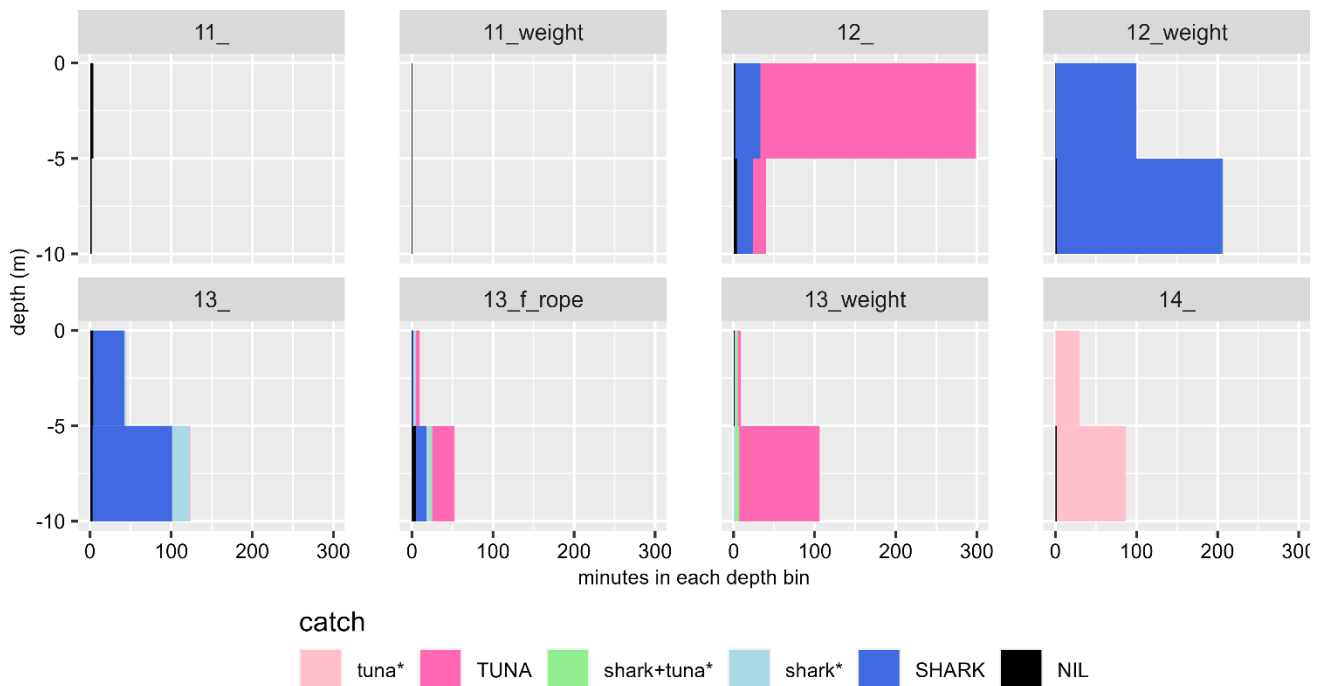 11_ 11_weight 12_ 12_weight
0
-5
-10
depth (m)
13_ 13_f_rope 13_weight 14_
0
-5
-10
0 100 200 300 0 100 200 300 0 100 200 300 0 100 200 300
minutes in each depth bin
catch
tuna* TUNA shark+tuna* shark* SHARK NIL